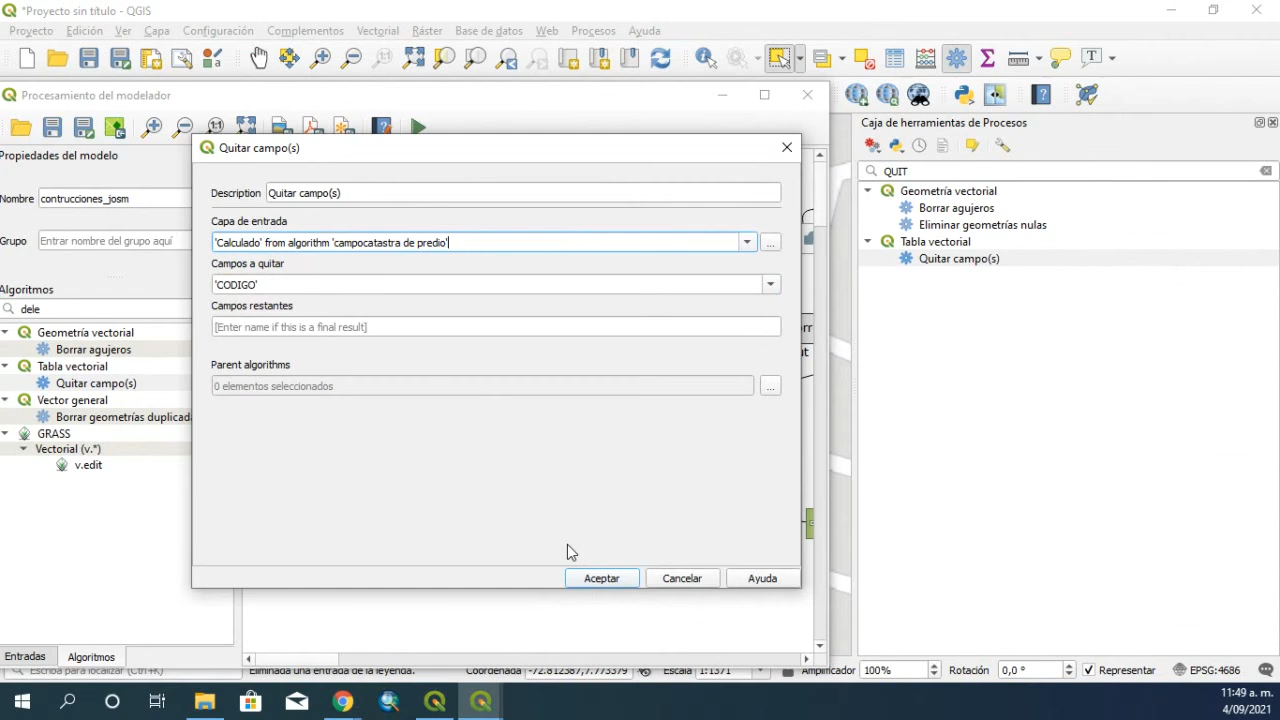 *Proyecto sin título - QGIS
Proyecto Edición Ver Capa Configuración Complementos Vectorial Ráster Base de datos Web Procesos Ayuda
Procesamiento del modelador
Propiedades del modelo
Nombre contrucciones_josm
Grupo Entrar nombre del grupo aquí
Algoritmos
dele
Geometría vectorial
Borrar agujeros
Tabla vectorial
Quitar campo(s)
Vector general
Borrar geometrías duplicada
GRASS
Vectorial (v.*)
v.edit
Entradas Algoritmos
Quitar campo(s)
Description Quitar campo(s)
Capa de entrada
'Calculado' from algorithm 'campocatastra de predio'
...
Campos a quitar
'CODIGO'
Campos restantes
[Enter name if this is a final result]
Parent algorithms
0 elementos seleccionados
...
Aceptar Cancelar Ayuda
Caja de herramientas de Procesos
QUIT
Geometría vectorial
Borrar agujeros
Eliminar geometrías nulas
Tabla vectorial
Quitar campo(s)
Escriba para localizar (Ctrl+K) Eliminada una entrada de la leyenda. Coordenada -72.812387,7.773379 Escala 1:1371 Amplificador 100% Rotación 0,0 ° Representar EPSG:4686
11:49 a. m.
4/09/2021